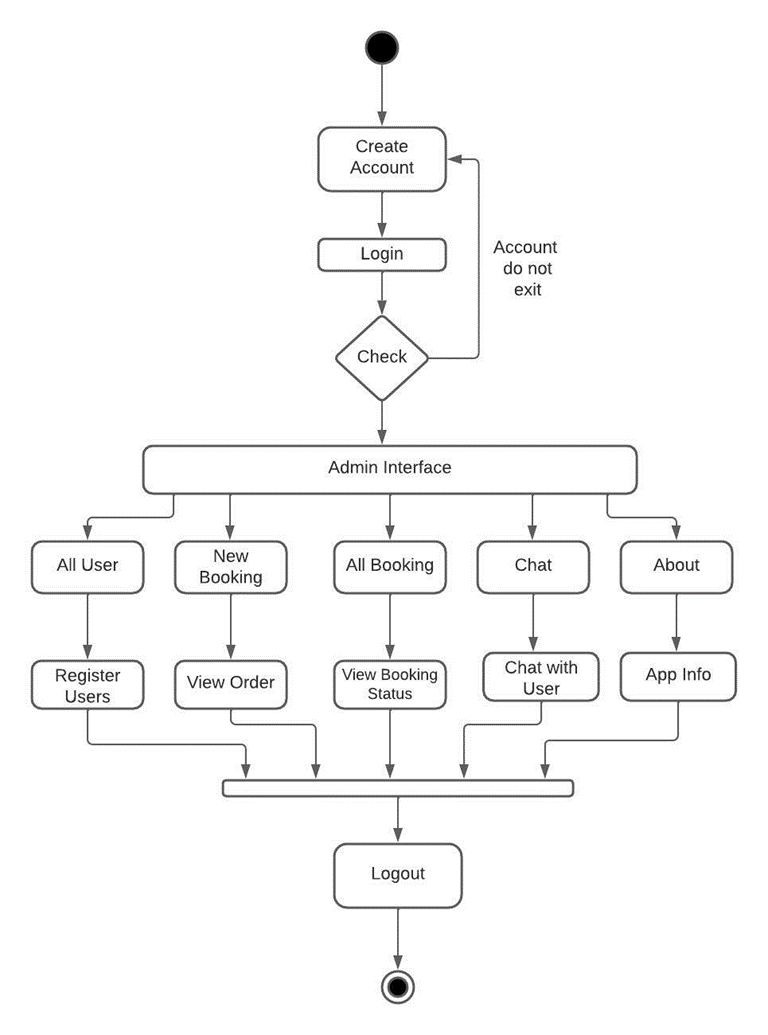 Create
Account
Login
Account
do not
exit
Check
Admin Interface
All User
New
Booking
All Booking
Chat
About
Register
Users
View Order
View Booking
Status
Chat with
User
App Info
Logout